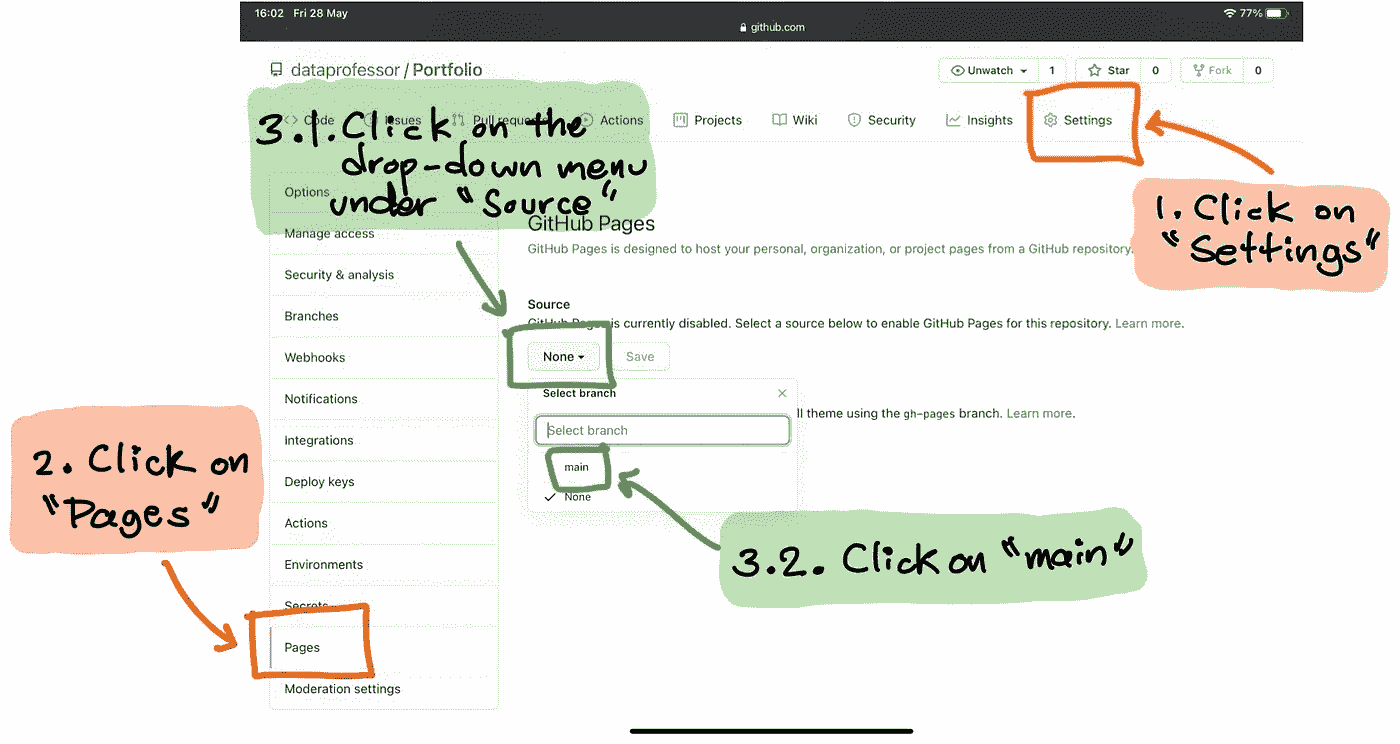 16:02 Fri 28 May
77%
github.com
dataprofessor / Portfolio
Unwatch 1
Star 0
Fork 0
Code
Issues
Pull requests
Actions
Projects
Wiki
Security
Insights
Settings
3.1. Click on the
drop-down menu
under "Source"
1. Click on
"Settings"
Options
Manage access
Security & analysis
Branches
Webhooks
Notifications
Integrations
Deploy keys
Actions
Environments
Secrets
Pages
Moderation settings
2. Click on
"Pages"
GitHub Pages
GitHub Pages is designed to host your personal, organization, or project pages from a GitHub repository.
Source
GitHub Pages is currently disabled. Select a source below to enable GitHub Pages for this repository. Learn more.
None
Save
Select branch
ll theme using the gh-pages branch. Learn more.
Select branch
main
None
3.2. Click on "main"